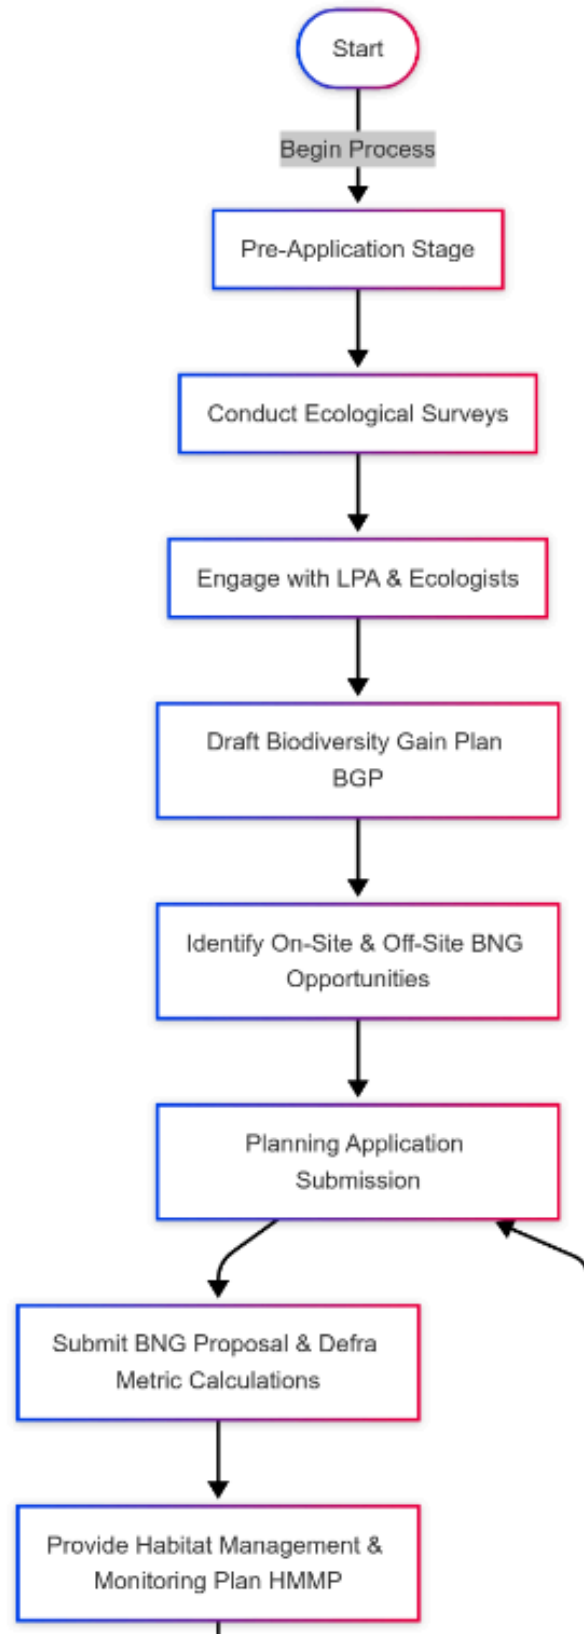 Start
Begin Process
Pre-Application Stage
Conduct Ecological Surveys
Engage with LPA & Ecologists
Draft Biodiversity Gain Plan
BGP
Identify On-Site & Off-Site BNG
Opportunities
Planning Application
Submission
Submit BNG Proposal & Defra
Metric Calculations
Provide Habitat Management &
Monitoring Plan HMMP